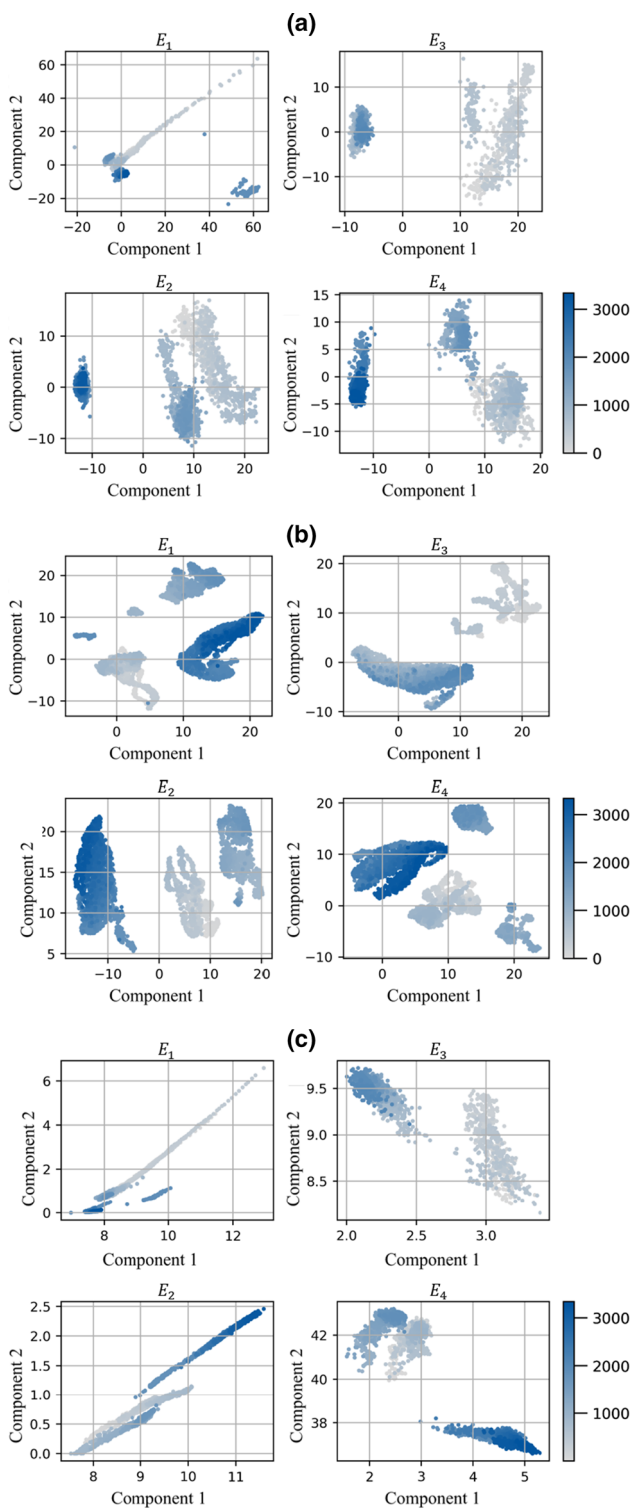 (a)
E₁
60
40
20
0
−20
−20 0 20 40 60
Component 1
Component 2
E₃
10
0
−10
−10 0 10 20
Component 1
Component 2
E₂
10
0
−10
−10 0 10 20
Component 1
Component 2
E₄
15
10
5
0
−5
−10
−10 0 10 20
Component 1
Component 2
3000
2000
1000
0
(b)
E₁
20
10
0
−10
0 10 20
Component 1
Component 2
E₃
20
10
0
−10
0 10 20
Component 1
Component 2
E₂
20
15
10
5
−10 0 10 20
Component 1
Component 2
E₄
20
10
0
−10
0 10 20
Component 1
Component 2
3000
2000
1000
0
(c)
E₁
6
4
2
0
8 10 12
Component 1
Component 2
E₃
9.5
9.0
8.5
2.0 2.5 3.0
Component 1
Component 2
E₂
2.5
2.0
1.5
1.0
0.5
0.0
8 9 10 11
Component 1
Component 2
E₄
42
40
38
2 3 4 5
Component 1
Component 2
3000
2000
1000